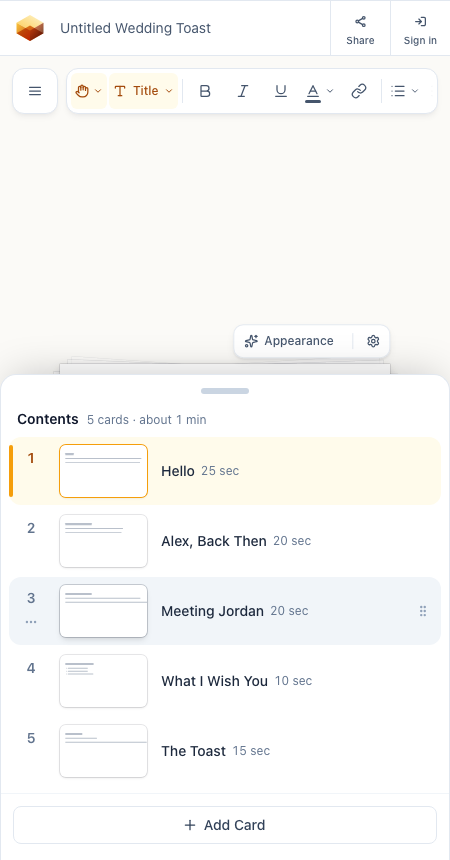 Untitled Wedding Toast
Share
Sign in
Title
B
I
U
A
Appearance
Contents 5 cards · about 1 min
1
Hello 25 sec
2
Alex, Back Then 20 sec
3
Meeting Jordan 20 sec
4
What I Wish You 10 sec
5
The Toast 15 sec
Add Card